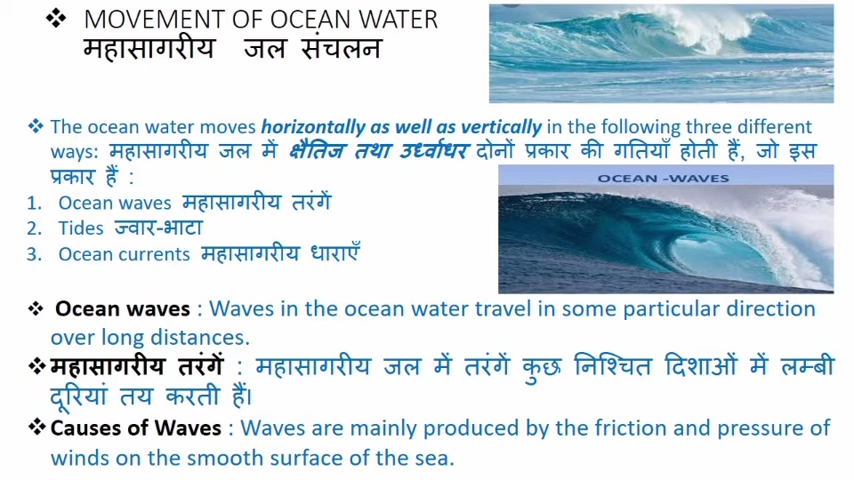 ❖ MOVEMENT OF OCEAN WATER
महासागरीय जल संचलन
❖ The ocean water moves horizontally as well as vertically in the following three different
ways: महासागरीय जल में क्षैतिज तथा उर्ध्वाधर दोनों प्रकार की गतियाँ होती हैं, जो इस
प्रकार हैं :
OCEAN -WAVES
1. Ocean waves महासागरीय तरंगें
2. Tides ज्वार-भाटा
3. Ocean currents महासागरीय धाराएँ
❖ Ocean waves : Waves in the ocean water travel in some particular direction
over long distances.
❖महासागरीय तरंगें : महासागरीय जल में तरंगें कुछ निश्चित दिशाओं में लम्बी
दूरियां तय करती हैं।
❖Causes of Waves : Waves are mainly produced by the friction and pressure of
winds on the smooth surface of the sea.